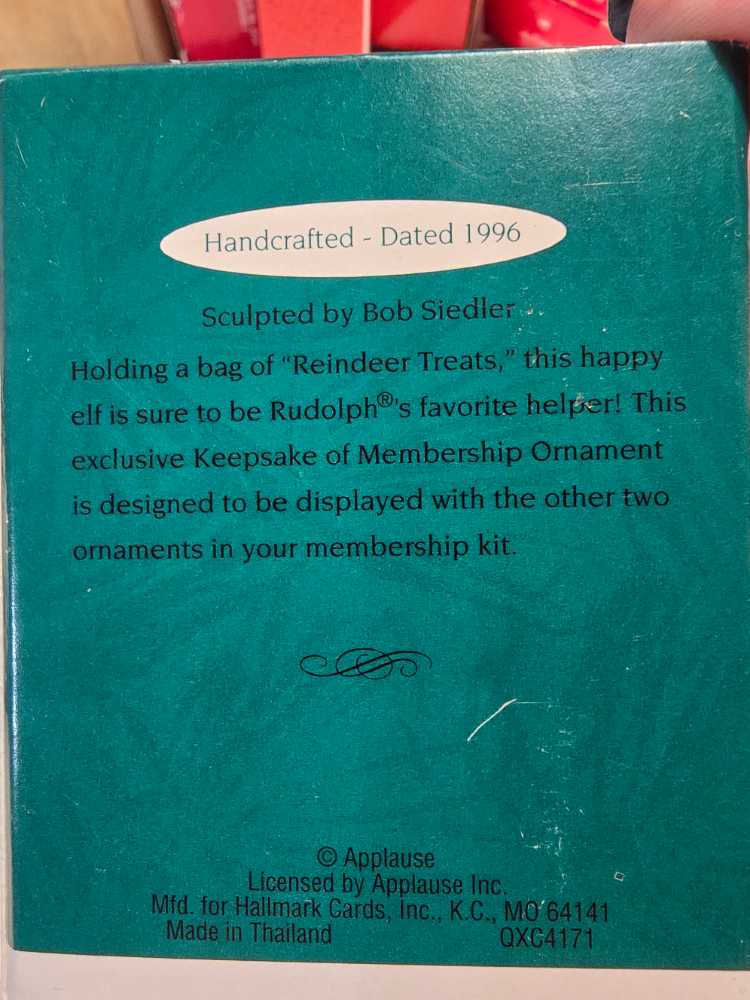 Handcrafted - Dated 1996
Sculpted by Bob Siedler
Holding a bag of “Reindeer Treats,” this happy
elf is sure to be Rudolph®'s favorite helper! This
exclusive Keepsake of Membership Ornament
is designed to be displayed with the other two
ornaments in your membership kit.
© Applause
Licensed by Applause Inc.
Mfd. for Hallmark Cards, Inc., K.C., MO 64141
Made in Thailand QXC4171